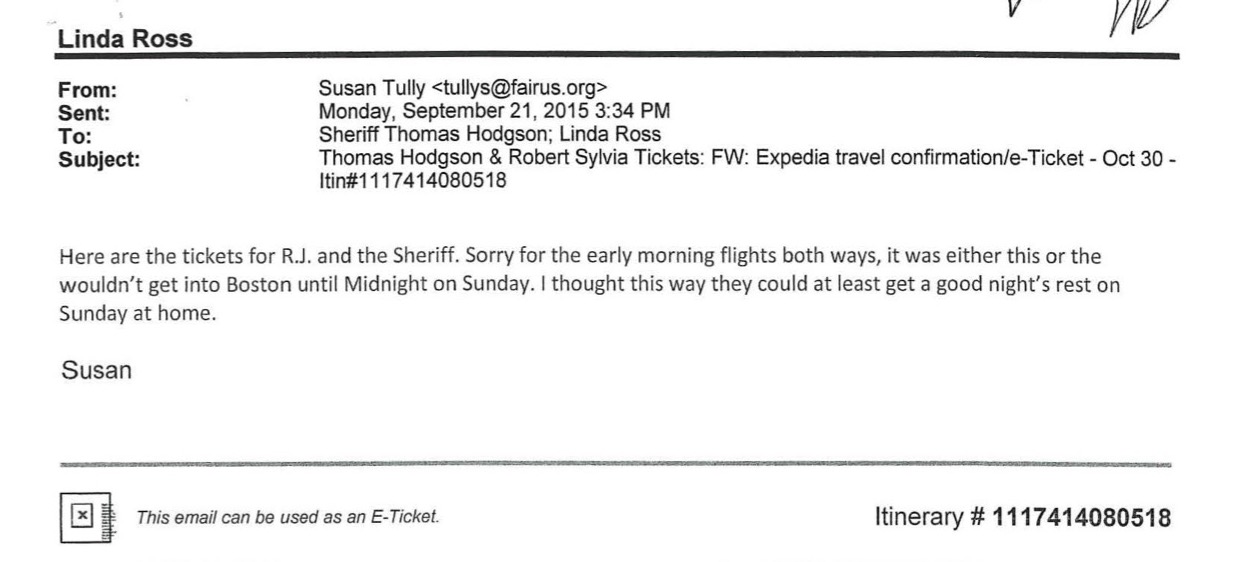 Linda Ross
From: Susan Tully <tullys@fairus.org>
Sent: Monday, September 21, 2015 3:34 PM
To: Sheriff Thomas Hodgson; Linda Ross
Subject: Thomas Hodgson & Robert Sylvia Tickets: FW: Expedia travel confirmation/e-Ticket - Oct 30 -
Itin#1117414080518
Here are the tickets for R.J. and the Sheriff. Sorry for the early morning flights both ways, it was either this or the
wouldn't get into Boston until Midnight on Sunday. I thought this way they could at least get a good night's rest on
Sunday at home.
Susan
This email can be used as an E-Ticket.
Itinerary # 1117414080518